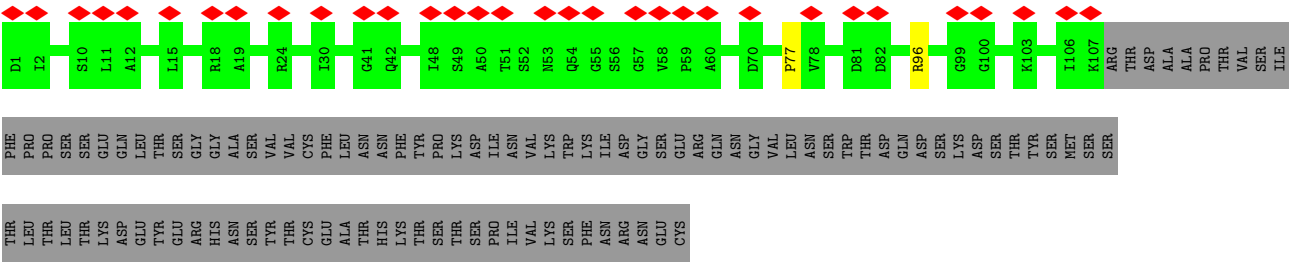 D1 I2 S10 L11 A12 L15 R18 A19 R24 I30 G41 Q42 I48 S49 A50 T51 S52 N53 Q54 G55 S56 G57 V58 P59 A60 D70 P77 V78 D81 D82 R96 G99 G100 K103 I106 K107 ARG THR ASP ALA ALA PRO THR VAL SER ILE
PHE PRO PRO SER SER GLU GLN LEU THR SER GLY GLY ALA SER VAL VAL CYS PHE LEU ASN ASN PHE TYR PRO LYS ASP ILE ASN VAL LYS TRP LYS ILE ASP GLY SER GLU ARG GLN ASN GLY VAL LEU ASN SER TRP THR ASP GLN ASP SER LYS ASP SER THR TYR SER MET SER SER
THR LEU THR LEU THR LYS ASP GLU TYR GLU ARG HIS ASN SER TYR THR CYS GLU ALA THR HIS LYS THR SER THR SER PRO ILE VAL LYS SER PHE ASN ARG ASN GLU CYS